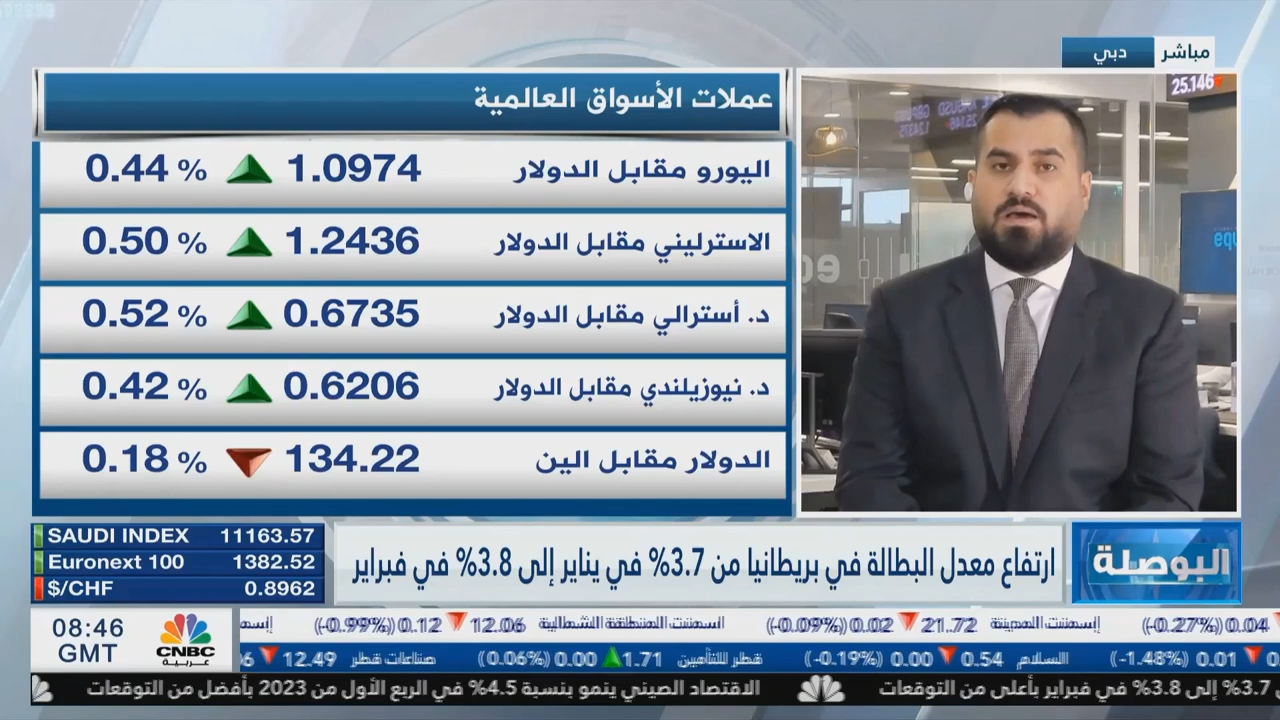 مباشر دبي
25.146
عملات الأسواق العالمية
اليورو مقابل الدولار 1.0974 0.44 %
الاسترليني مقابل الدولار 1.2436 0.50 %
د. أسترالي مقابل الدولار 0.6735 0.52 %
د. نيوزيلندي مقابل الدولار 0.6206 0.42 %
الدولار مقابل الين 134.22 0.18 %
البوصلة
ارتفاع معدل البطالة في بريطانيا من 3.7% في يناير إلى 3.8% في فبراير
SAUDI INDEX 11163.57
Euronext 100 1382.52
$/CHF 0.8962
08:46
GMT
CNBC
عربية
0.04 (-0.27%) إسمنت المدينة 21.72 0.02 (-0.09%) اسمنت المنطقة الشمالية 12.06 0.12 (-0.99%)
0.01 (-1.48%) السلام 0.54 0.00 (-0.19%) قطر للتأمين 1.71 0.00 (0.06%) صناعات قطر 12.49
3.7% إلى 3.8% في فبراير بأعلى من التوقعات الاقتصاد الصيني ينمو بنسبة 4.5% في الربع الأول من 2023 بأفضل من التوقعات